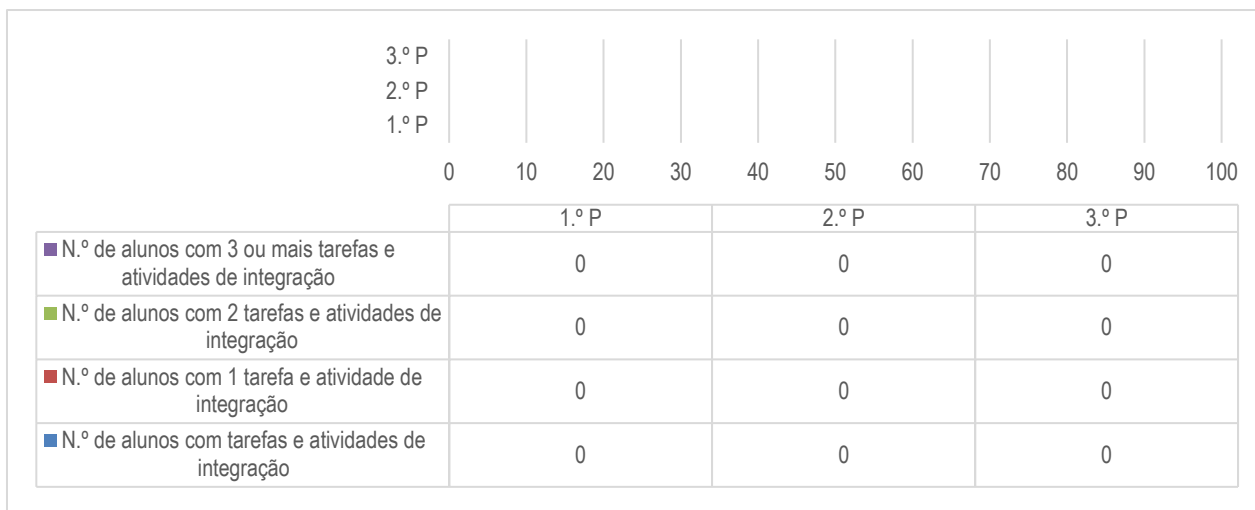 3.º P
2.º P
1.º P
0 10 20 30 40 50 60 70 80 90 100
1.º P 2.º P 3.º P
N.º de alunos com 3 ou mais tarefas e
atividades de integração
0 0 0
N.º de alunos com 2 tarefas e atividades de
integração
0 0 0
N.º de alunos com 1 tarefa e atividade de
integração
0 0 0
N.º de alunos com tarefas e atividades de
integração
0 0 0